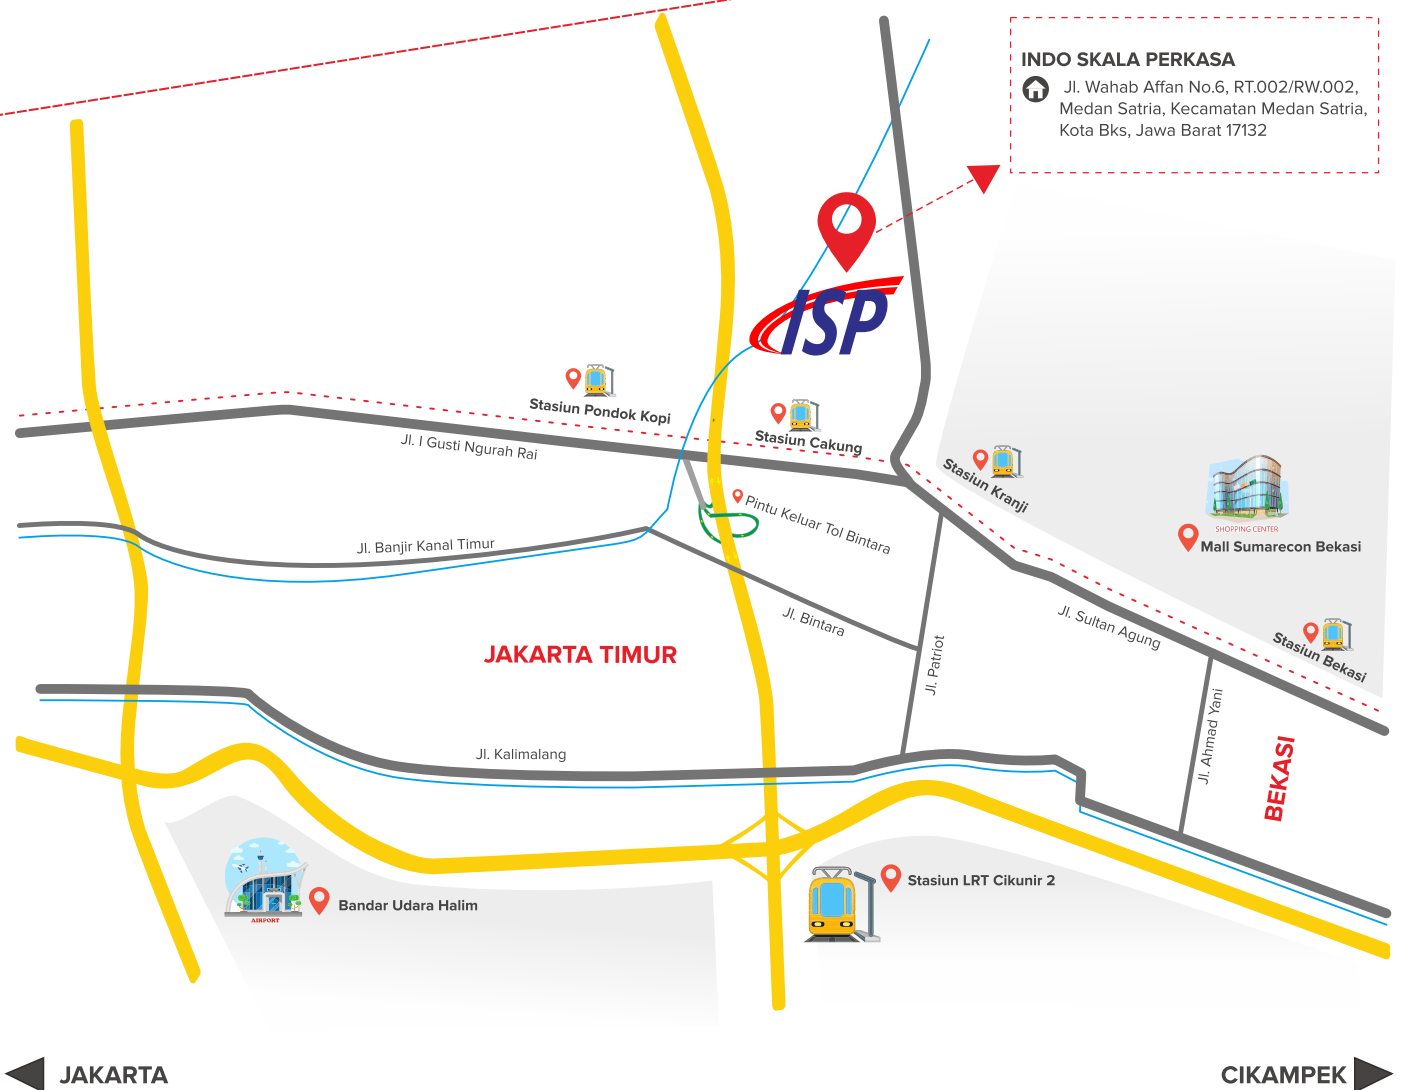 INDO SKALA PERKASA
Jl. Wahab Affan No.6, RT.002/RW.002,
Medan Satria, Kecamatan Medan Satria,
Kota Bks, Jawa Barat 17132
ISP
Stasiun Pondok Kopi
Stasiun Cakung
Jl. I Gusti Ngurah Rai
Stasiun Kranji
Pintu Keluar Tol Bintara
SHOPPING CENTER
Mall Sumarecon Bekasi
Jl. Banjir Kanal Timur
Jl. Bintara
Jl. Sultan Agung
Stasiun Bekasi
JAKARTA TIMUR
Jl. Patriot
Jl. Ahmad Yani
BEKASI
Jl. Kalimalang
Stasiun LRT Cikunir 2
Bandar Udara Halim
AIRPORT
JAKARTA
CIKAMPEK